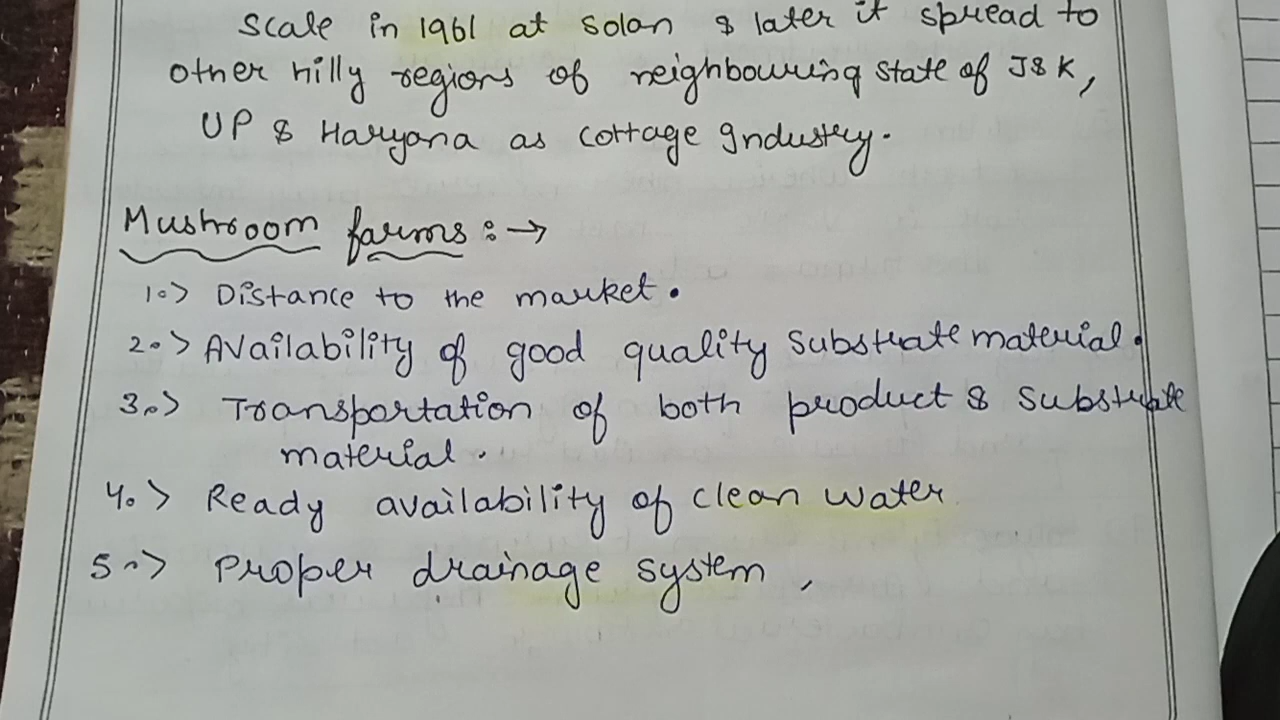 Scale in 1961 at Solan & later it spread to
other hilly regions of neighbouring state of J&K,
UP & Haryana as cottage Industry.
Mushroom farms :→
1.> Distance to the market.
2.> Availability of good quality substrate material.
3.> Transportation of both product & substrate
material.
4.> Ready availability of clean water
5.> Proper drainage system,